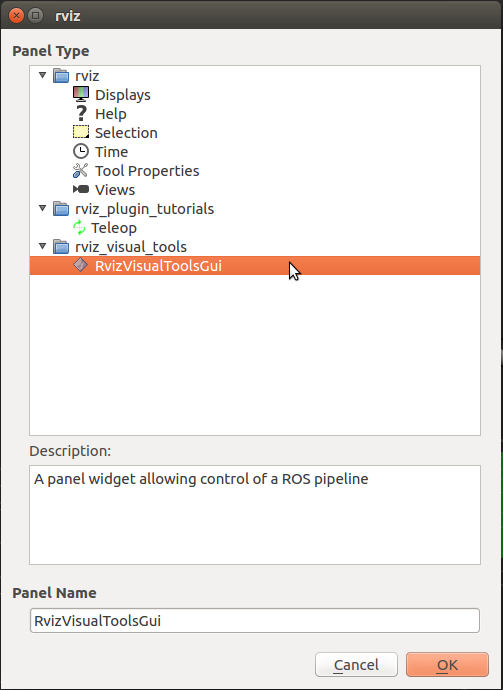 rviz
Panel Type
rviz
Displays
Help
Selection
Time
Tool Properties
Views
rviz_plugin_tutorials
Teleop
rviz_visual_tools
RvizVisualToolsGui
Description:
A panel widget allowing control of a ROS pipeline
Panel Name
RvizVisualToolsGui
Cancel OK